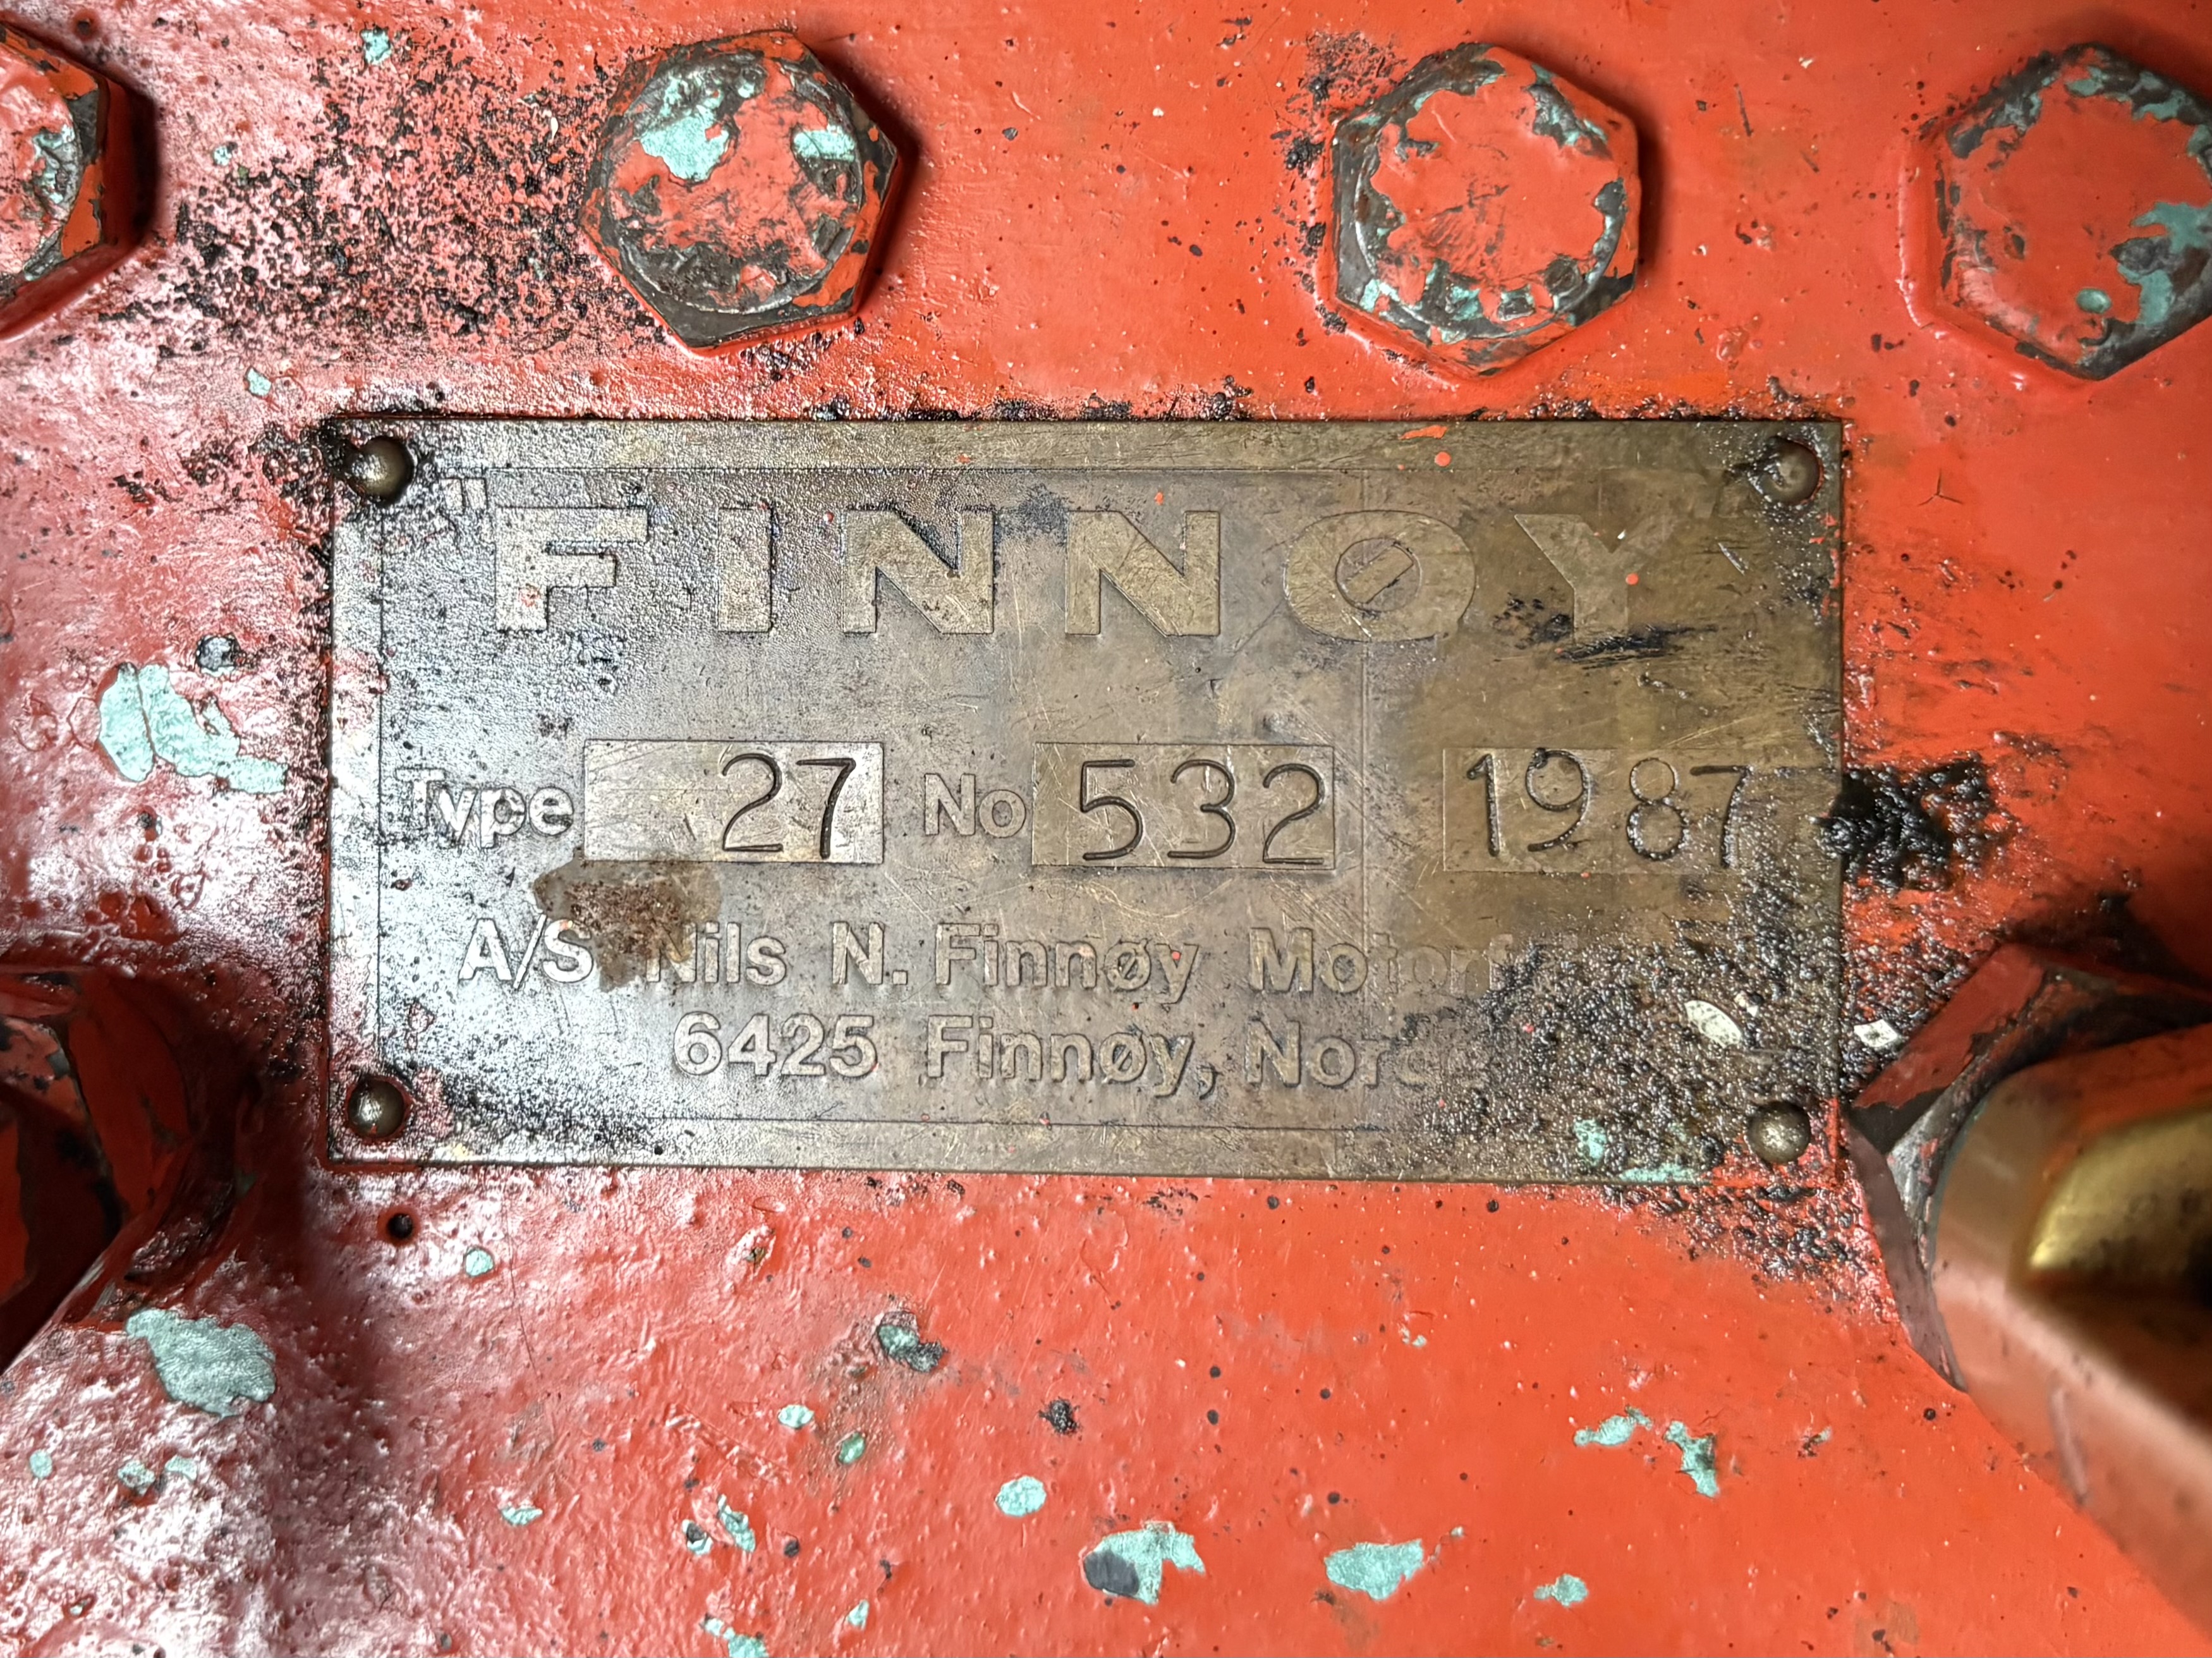 "FINNØY"
Type 27 No 532 1987
A/S Nils N. Finnøy
6425 Finnøy,